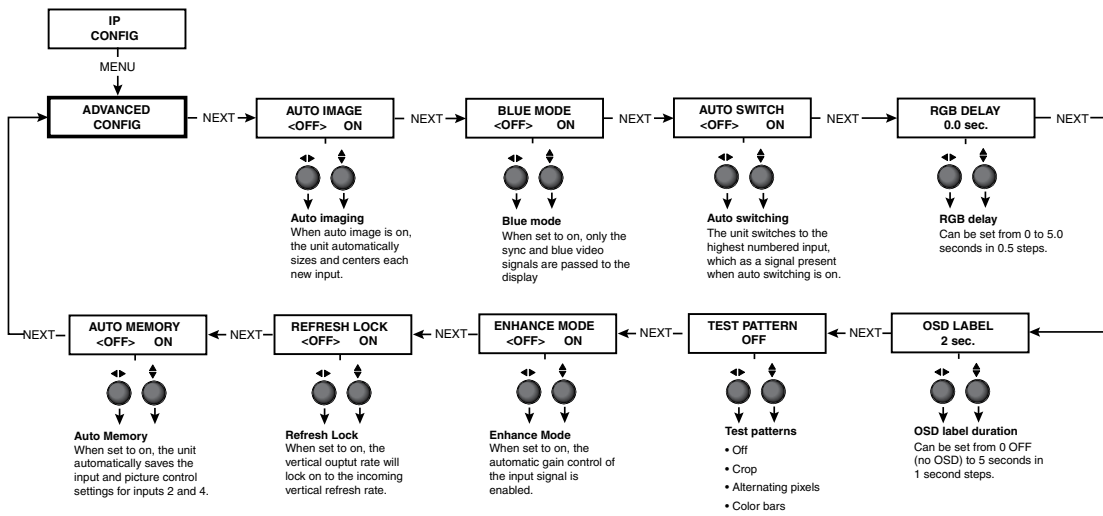 IP
CONFIG
MENU
ADVANCED
CONFIG
NEXT
AUTO IMAGE
<OFF> ON
NEXT
BLUE MODE
<OFF> ON
NEXT
AUTO SWITCH
<OFF> ON
NEXT
RGB DELAY
0.0 sec.
NEXT
Auto imaging
When auto image is on,
the unit automatically
sizes and centers each
new input.
Blue mode
When set to on, only the
sync and blue video
signals are passed to the
display
Auto switching
The unit switches to the
highest numbered input,
which as a signal present
when auto switching is on.
RGB delay
Can be set from 0 to 5.0
seconds in 0.5 steps.
NEXT
AUTO MEMORY
<OFF> ON
NEXT
REFRESH LOCK
<OFF> ON
NEXT
ENHANCE MODE
<OFF> ON
NEXT
TEST PATTERN
OFF
NEXT
OSD LABEL
2 sec.
Auto Memory
When set to on, the unit
automatically saves the
input and picture control
settings for inputs 2 and 4.
Refresh Lock
When set to on, the
vertical ouptut rate will
lock on to the incoming
vertical refresh rate.
Enhance Mode
When set to on, the
automatic gain control of
the input signal is
enabled.
Test patterns
• Off
• Crop
• Alternating pixels
• Color bars
OSD label duration
Can be set from 0 OFF
(no OSD) to 5 seconds in
1 second steps.